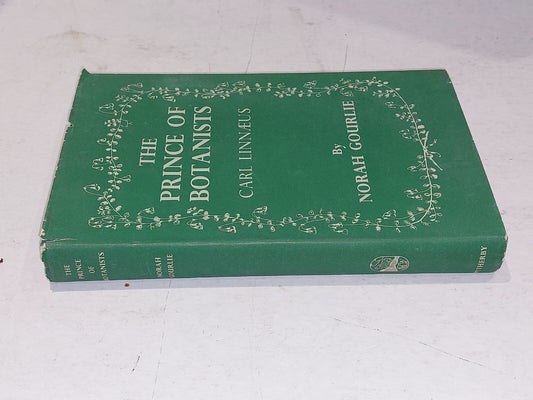 THE
PRINCE OF
BOTANISTS
CARL LINNÆUS
By
NORAH GOURLIE
THE
PRINCE
OF
BOTANISTS
NORAH
GOURLIE
WITHERBY